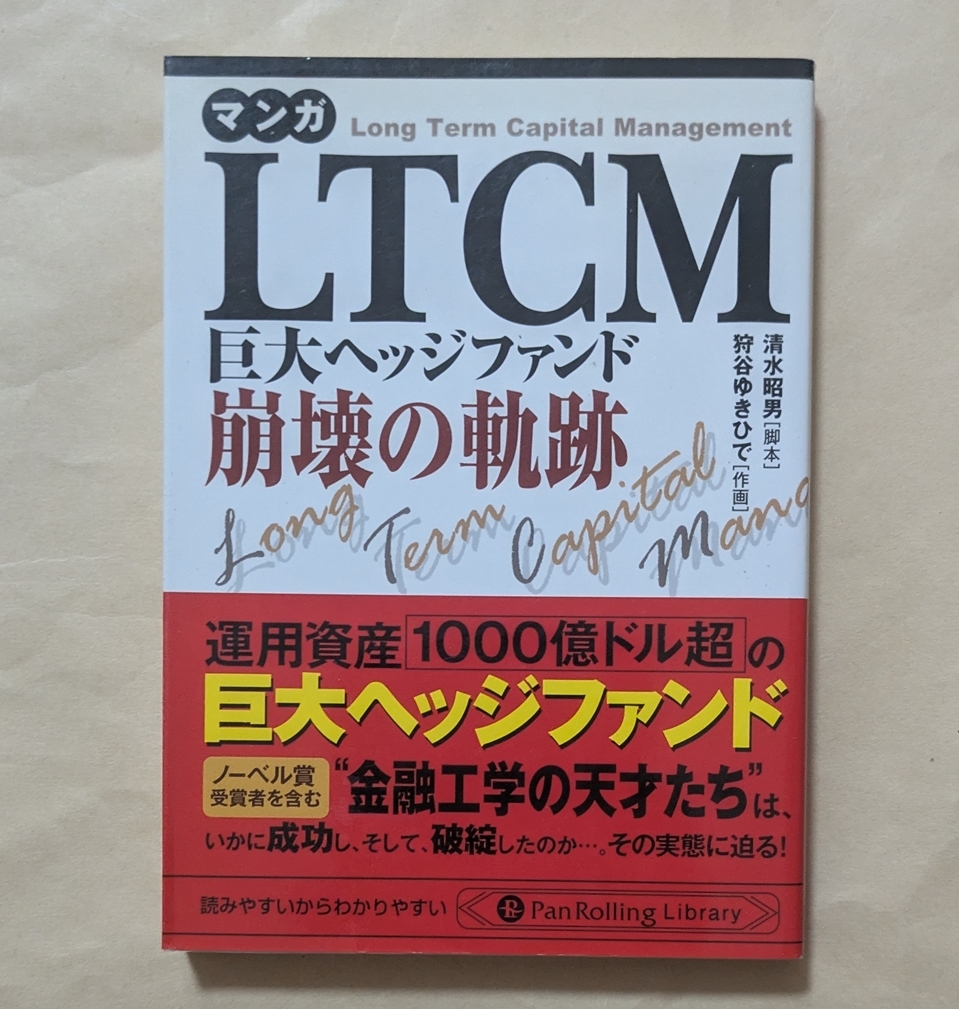 マンガ
Long Term Capital Management
LTCM
巨大ヘッジファンド
崩壊の軌跡
清水昭男[脚本]
狩谷ゆきひで[作画]
Long Term Capital Mana
運用資産1000億ドル超の
巨大ヘッジファンド
ノーベル賞
受賞者を含む
“金融工学の天才たち”は、
いかに成功し、そして、破綻したのか…。その実態に迫る!
読みやすいからわかりやすい
PanRolling Library